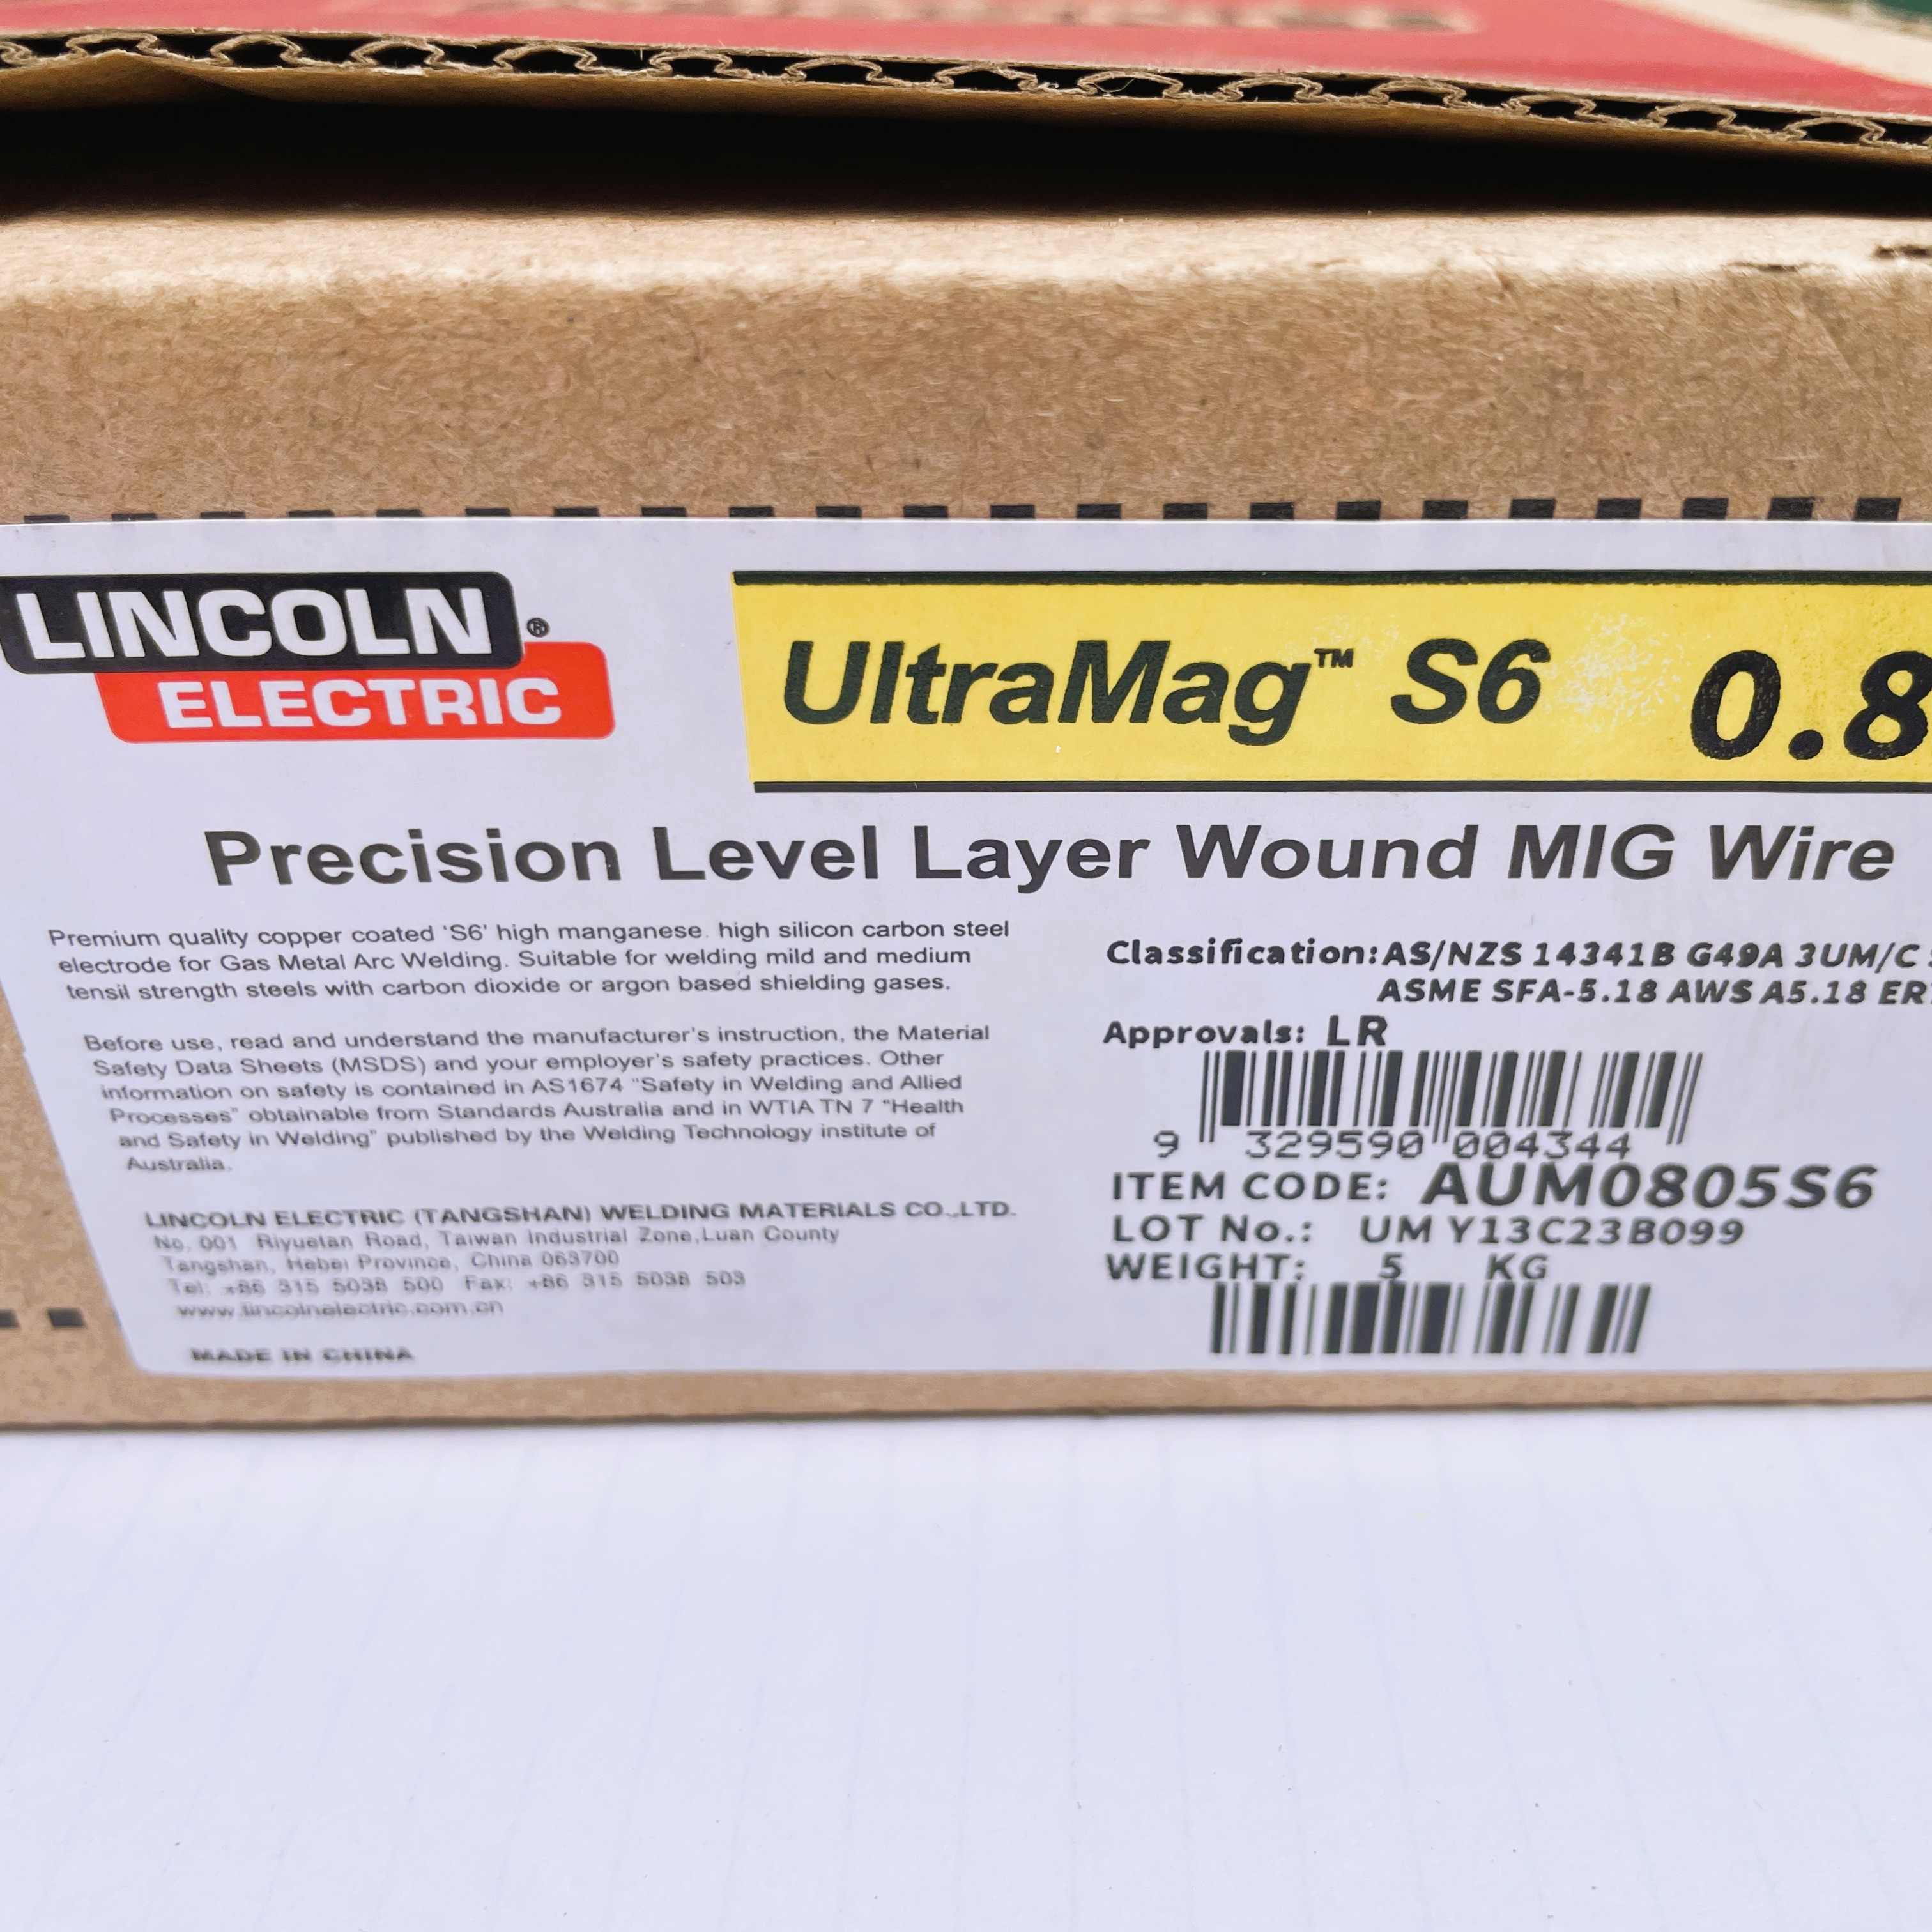 LINCOLN ®
ELECTRIC
UltraMag™ S6 0.8
Precision Level Layer Wound MIG Wire
Premium quality copper coated 'S6' high manganese. high silicon carbon steel
electrode for Gas Metal Arc Welding. Suitable for welding mild and medium
tensil strength steels with carbon dioxide or argon based shielding gases.
Before use, read and understand the manufacturer's instruction, the Material
Safety Data Sheets (MSDS) and your employer's safety practices. Other
information on safety is contained in AS1674 "Safety in Welding and Allied
Processes" obtainable from Standards Australia and in WTIA TN 7 "Health
and Safety in Welding" published by the Welding Technology institute of
Australia.
LINCOLN ELECTRIC (TANGSHAN) WELDING MATERIALS CO.,LTD.
No. 001 Riyuetan Road, Taiwan Industrial Zone,Luan County
Tangshan, Hebei Province, China 063700
Tel: +86 315 5038 500 Fax: +86 315 5038 503
www.lincolnelectric.com.cn
MADE IN CHINA
Classification:AS/NZS 14341B G49A 3UM/C
ASME SFA-5.18 AWS A5.18 ER
Approvals: LR
9 329590 004344
ITEM CODE: AUM0805S6
LOT No.: UM Y13C23B099
WEIGHT: 5 KG